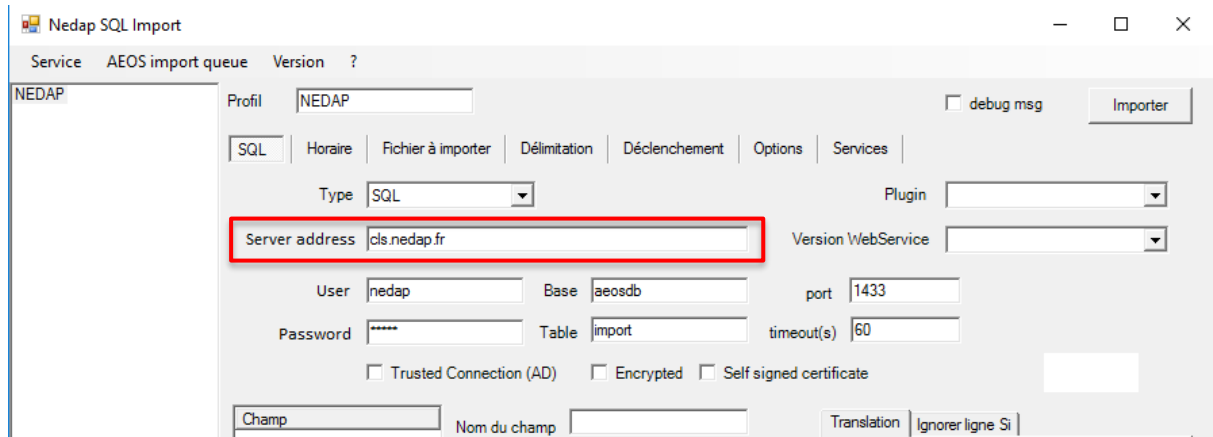 Nedap SQL Import
Service AEOS import queue Version ?
NEDAP
Profil NEDAP debug msg Importer
SQL Horaire Fichier à importer Délimitation Déclenchement Options Services
Type SQL Plugin
Server address cls.nedap.fr Version WebService
User nedap Base aeosdb port 1433
Password ***** Table import timeout(s) 60
Trusted Connection (AD) Encrypted Self signed certificate
Champ Nom du champ Translation Ignorer ligne Si